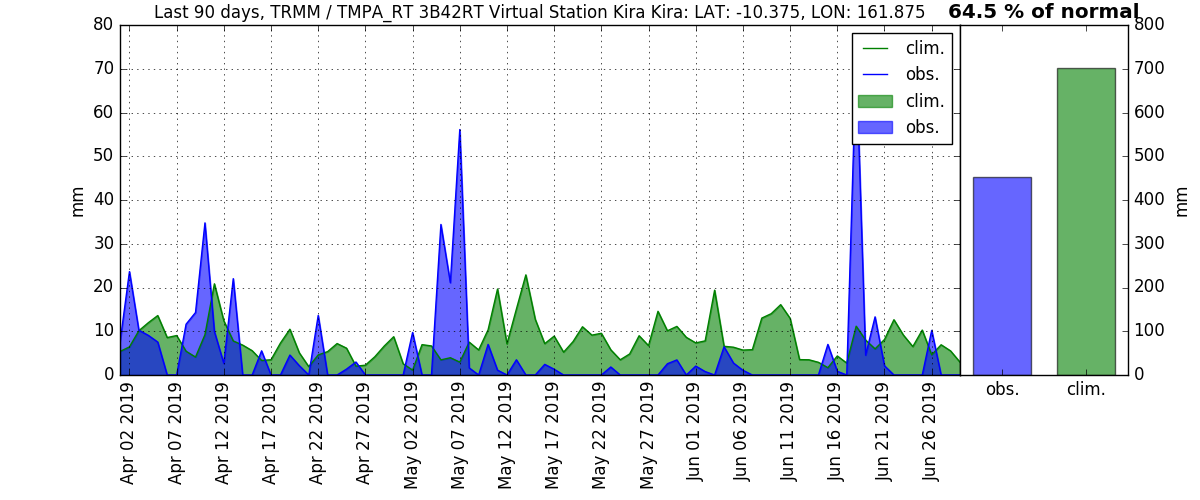 Last 90 days, TRMM / TMPA_RT 3B42RT Virtual Station Kira Kira: LAT: -10.375, LON: 161.875
64.5 % of normal
80
70
60
50
40
30
20
10
0
mm
clim.
obs.
clim.
obs.
800
700
600
500
400
300
200
100
0
mm
Apr 02 2019
Apr 07 2019
Apr 12 2019
Apr 17 2019
Apr 22 2019
Apr 27 2019
May 02 2019
May 07 2019
May 12 2019
May 17 2019
May 22 2019
May 27 2019
Jun 01 2019
Jun 06 2019
Jun 11 2019
Jun 16 2019
Jun 21 2019
Jun 26 2019
obs.
clim.